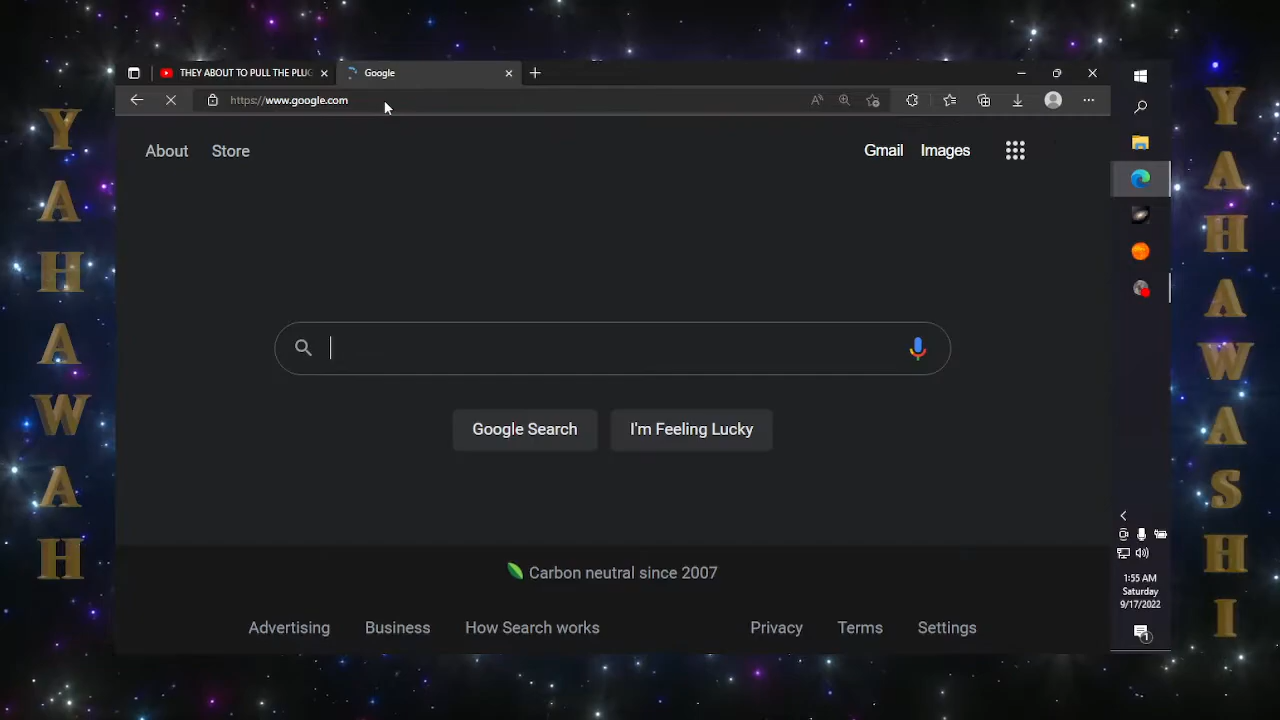 THEY ABOUT TO PULL THE PLUG
Google
https://www.google.com
About
Store
Gmail
Images
Google Search
I'm Feeling Lucky
Carbon neutral since 2007
Advertising
Business
How Search works
Privacy
Terms
Settings
1:55 AM
Saturday
9/17/2022
1
Y
A
H
A
W
A
H
Y
A
H
A
W
A
S
H
I